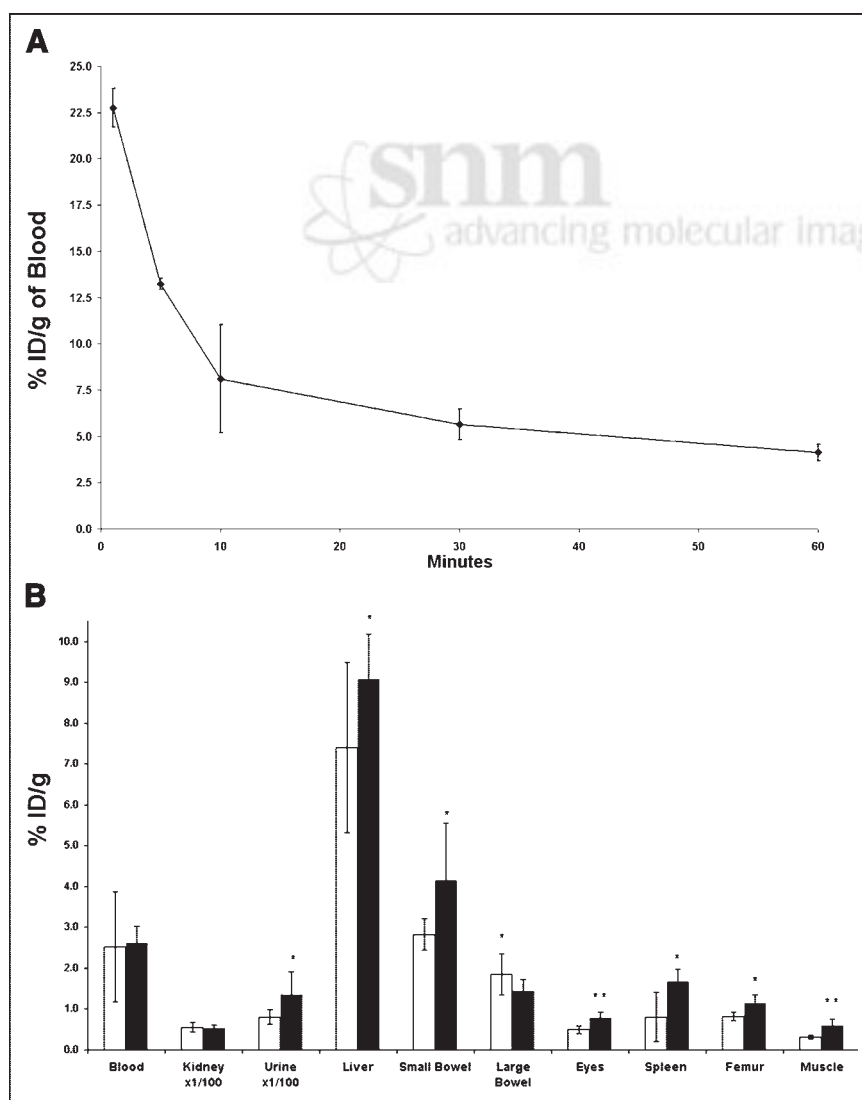 A
25.0
22.5
20.0
17.5
15.0
12.5
10.0
7.5
5.0
2.5
0.0
% ID/g of Blood
0 10 20 30 40 50 60
Minutes
snm
advancing molecular imag
B
10.0
9.0
8.0
7.0
6.0
5.0
4.0
3.0
2.0
1.0
0.0
% ID/g
* * * * ** * * **
Blood Kidney Urine Liver Small Bowel Large Eyes Spleen Femur Muscle
x1/100 x1/100 Bowel